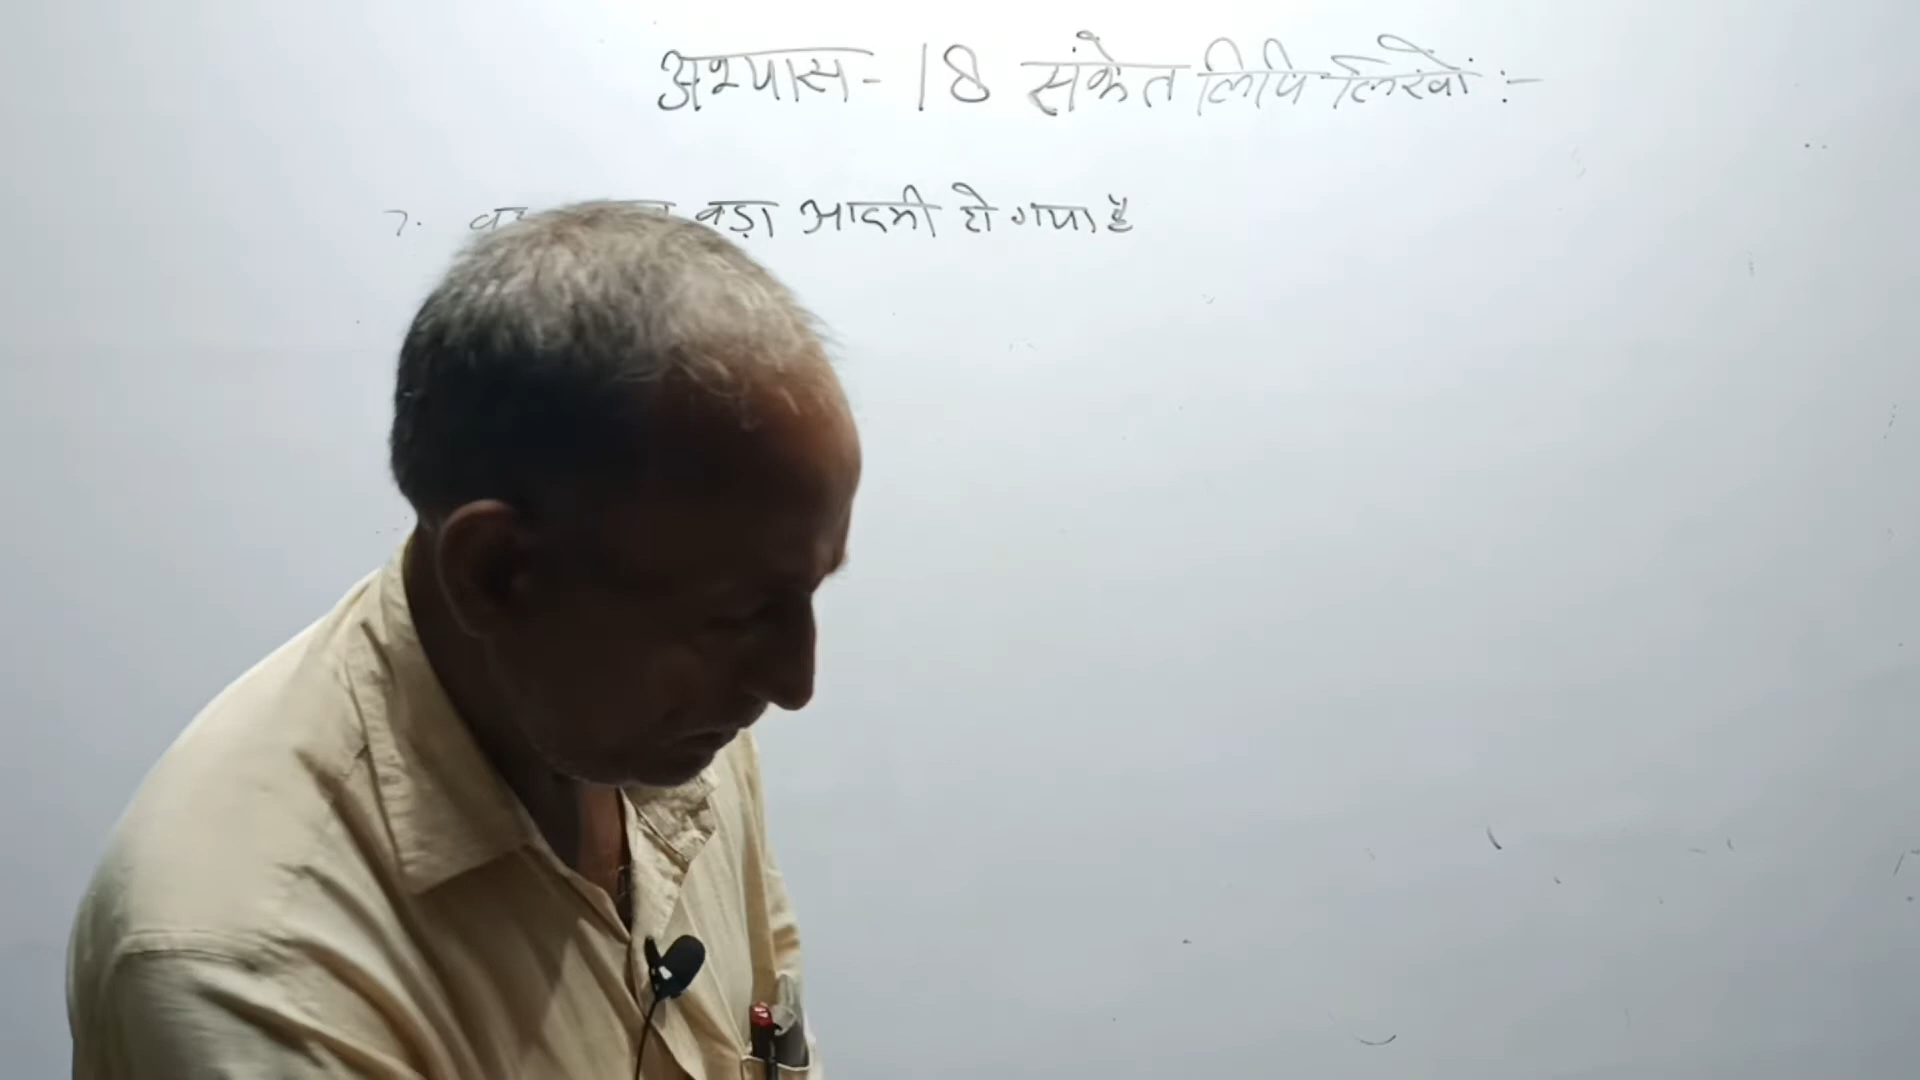 अभ्यास - 18 संकेत लिपि लिखों :-
7. बड़ा आदमी हो गया है